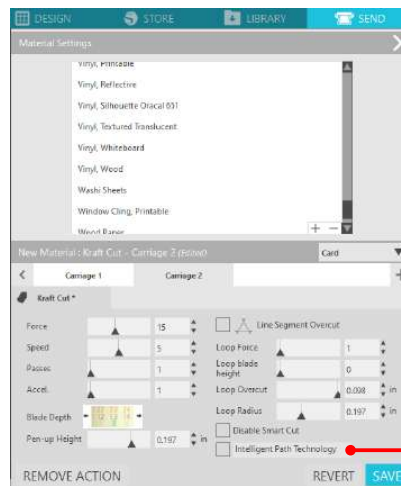 DESIGN STORE LIBRARY SEND
Material Settings
Vinyl, Printable
Vinyl, Reflective
Vinyl, Silhouette Oracal 651
Vinyl, Textured Translucent
Vinyl, Whiteboard
Vinyl, Wood
Washi Sheets
Window Cling, Printable
Wood Paper
New Material : Kraft Cut - Carriage 2 (Edited) Card
Carriage 1 Carriage 2
Kraft Cut *
Force 15 Line Segment Overcut
Speed 5 Loop Force 1
Passes 1 Loop blade height 0
Accel. 1 Loop Overcut 0.098 in
Blade Depth Loop Radius 0.197 in
Disable Smart Cut
Pen-up Height 0.197 in Intelligent Path Technology
REMOVE ACTION REVERT SAVE